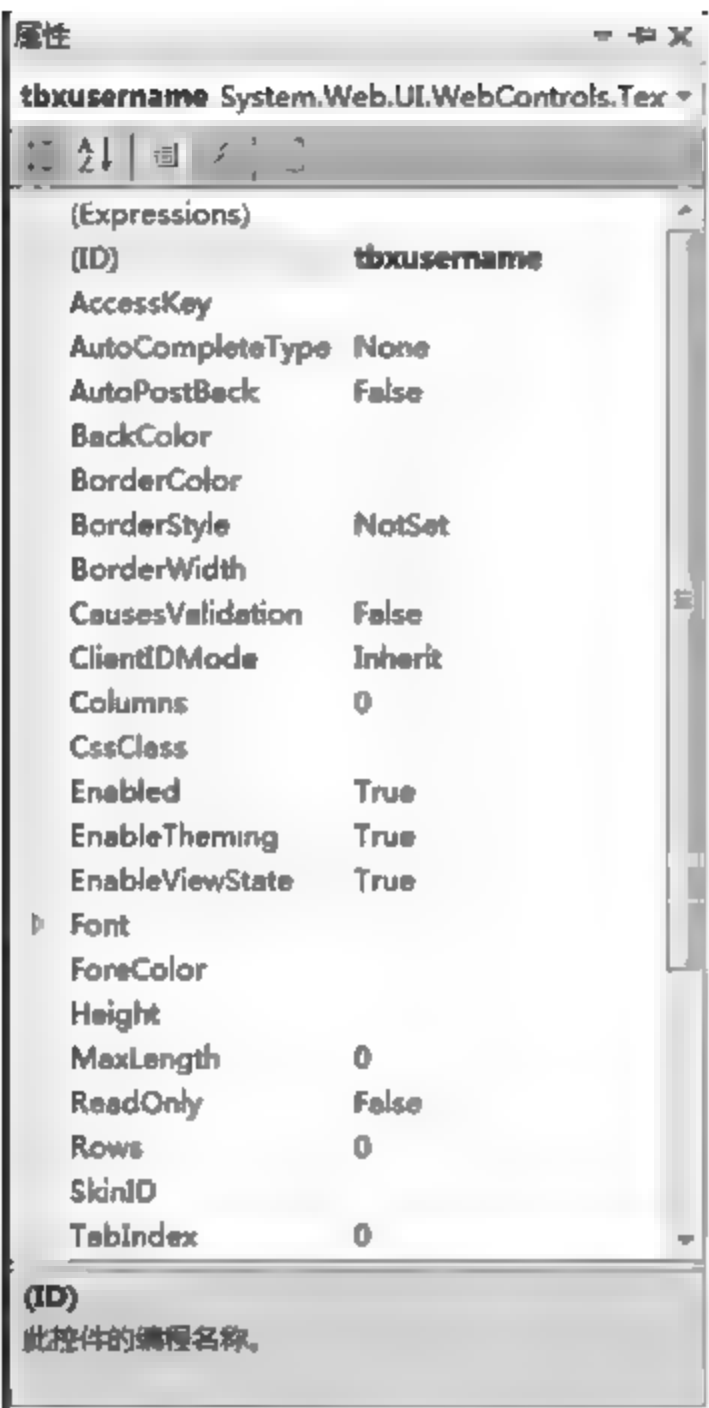 属性
tbxusername System.Web.UI.WebControls.Tex
(Expressions)
(ID) tbxusername
AccessKey
AutoCompleteType None
AutoPostBack False
BackColor
BorderColor
BorderStyle NotSet
BorderWidth
CausesValidation False
ClientIDMode Inherit
Columns 0
CssClass
Enabled True
EnableTheming True
EnableViewState True
Font
ForeColor
Height
MaxLength 0
ReadOnly False
Rows 0
SkinID
TabIndex 0
(ID)
此控件的编程名称。